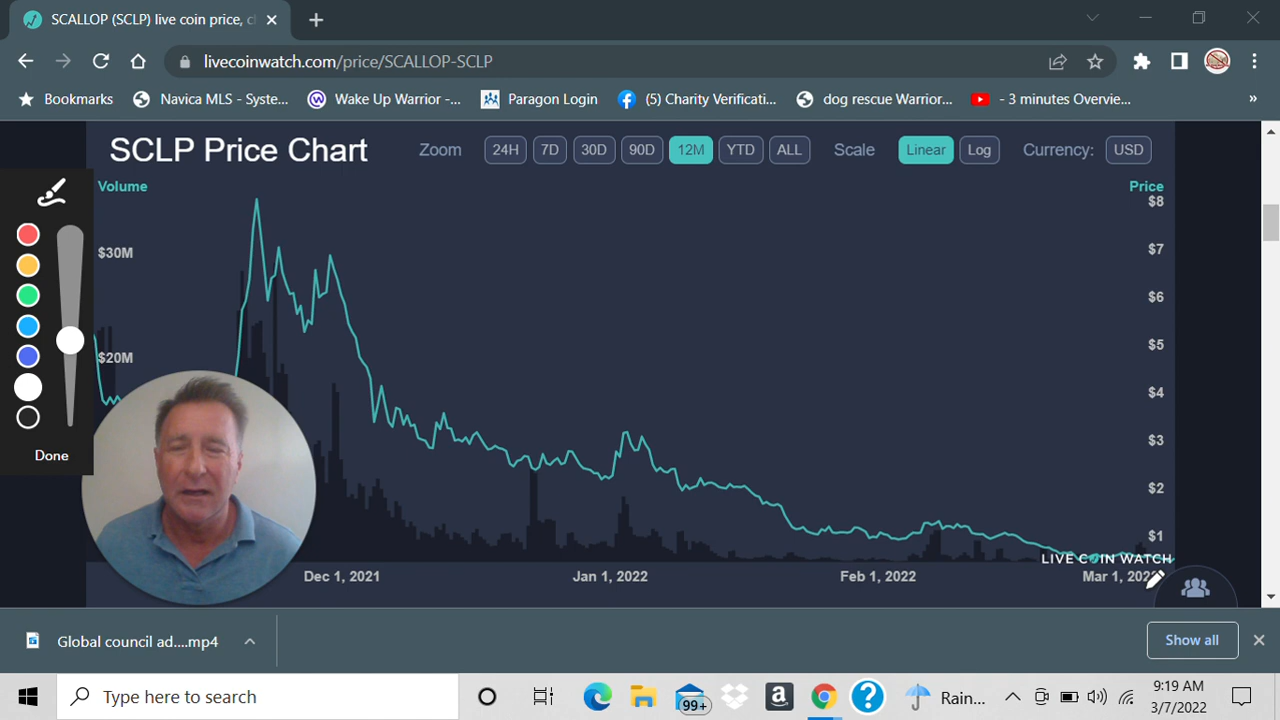 SCALLOP (SCLP) live coin price, c
livecoinwatch.com/price/SCALLOP-SCLP
Bookmarks Navica MLS - Syste... Wake Up Warrior -... Paragon Login (5) Charity Verificati... dog rescue Warrior... - 3 minutes Overvie... »
SCLP Price Chart Zoom 24H 7D 30D 90D 12M YTD ALL Scale Linear Log Currency: USD
Volume Price
$8
$30M $7
$6
$5
$20M
$4
$3
Done
$2
$1
LIVE COIN WATCH
Dec 1, 2021 Jan 1, 2022 Feb 1, 2022 Mar 1, 2022
Global council ad....mp4 Show all
Type here to search 99+ a ? Rain... 9:19 AM
3/7/2022